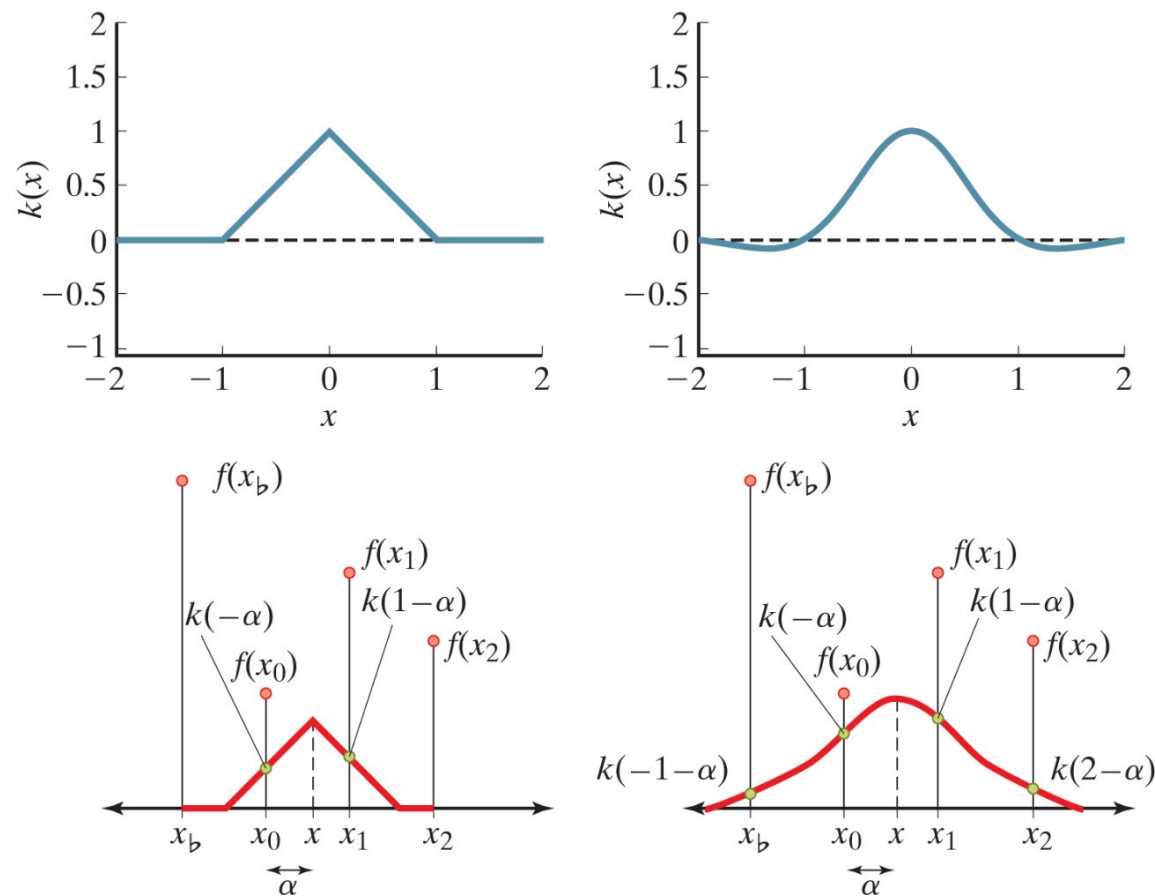 2
1.5
1
0.5
0
−0.5
−1
k(x)
−2
−1
0
1
2
x
2
1.5
1
0.5
0
−0.5
−1
k(x)
−2
−1
0
1
2
x
f(x♭)
f(x1)
k(−α)
k(1−α)
f(x0)
f(x2)
x♭
x0
x
x1
x2
α
f(x♭)
f(x1)
k(−α)
k(1−α)
f(x0)
f(x2)
k(−1−α)
k(2−α)
x♭
x0
x
x1
x2
α